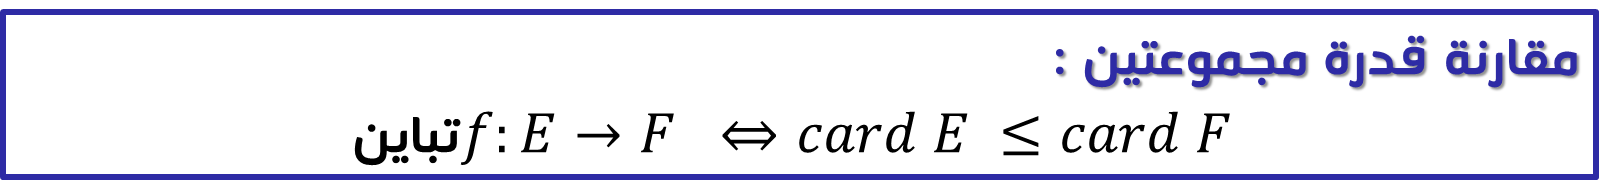 مقارنة قدرة مجموعتين :
تباين f : E → F ⇔ card E ≤ card F